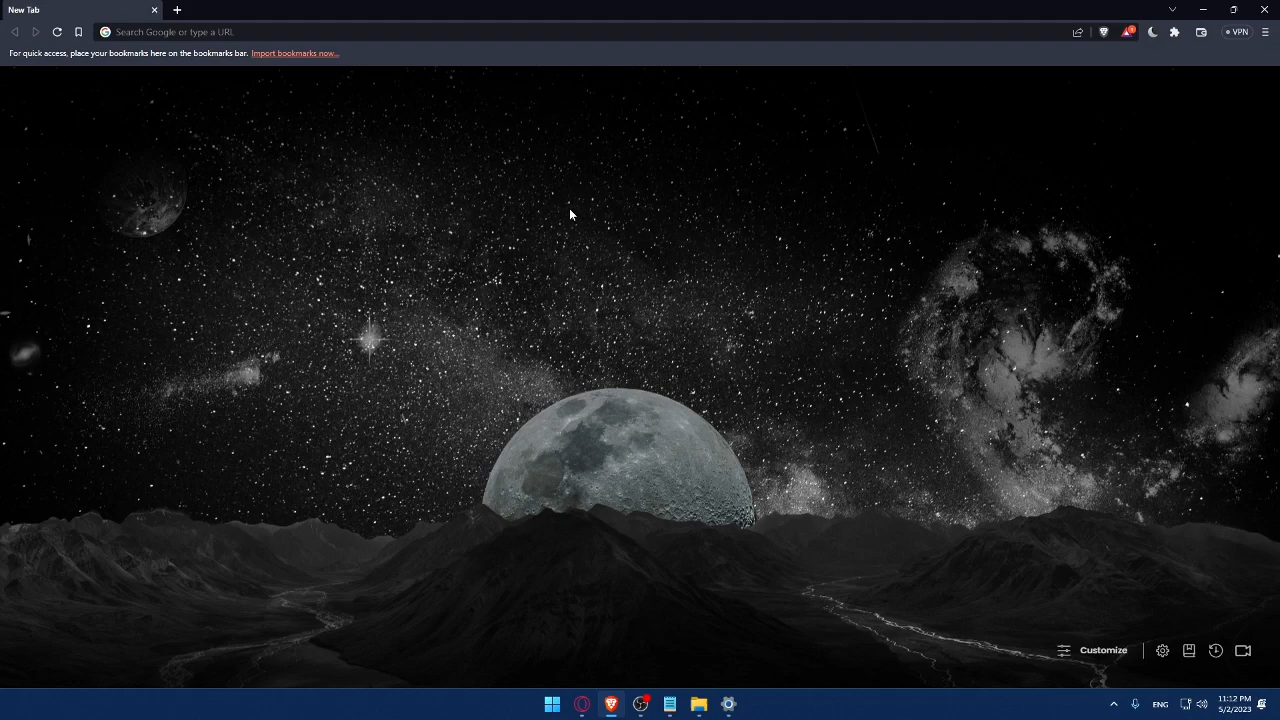 New Tab
Search Google or type a URL
1
VPN
For quick access, place your bookmarks here on the bookmarks bar. Import bookmarks now...
Customize
ENG
11:12 PM
5/2/2023